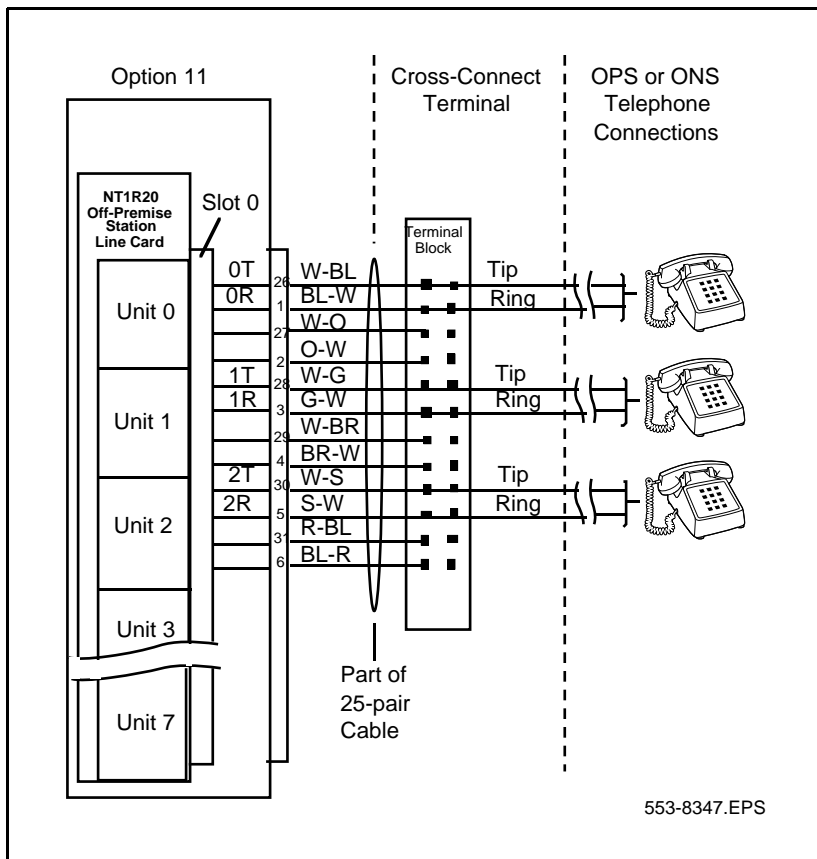 Option 11
Cross-Connect
Terminal
OPS or ONS
Telephone
Connections
NT1R20
Off-Premise
Station
Line Card
Slot 0
Terminal
Block
Unit 0
0T
26
W-BL
Tip
0R
1
BL-W
Ring
27
W-O
2
O-W
Unit 1
1T
28
W-G
Tip
1R
3
G-W
Ring
29
W-BR
4
BR-W
Unit 2
2T
30
W-S
Tip
2R
5
S-W
Ring
31
R-BL
6
BL-R
Unit 3
Unit 7
Part of
25-pair
Cable
553-8347.EPS